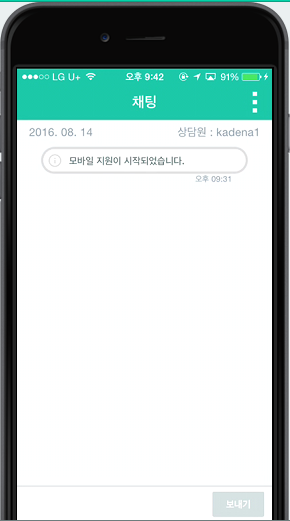 LG U+ 오후 9:42 91%
채팅
2016. 08. 14 상담원 : kadena1
모바일 지원이 시작되었습니다.
오후 09:31
보내기